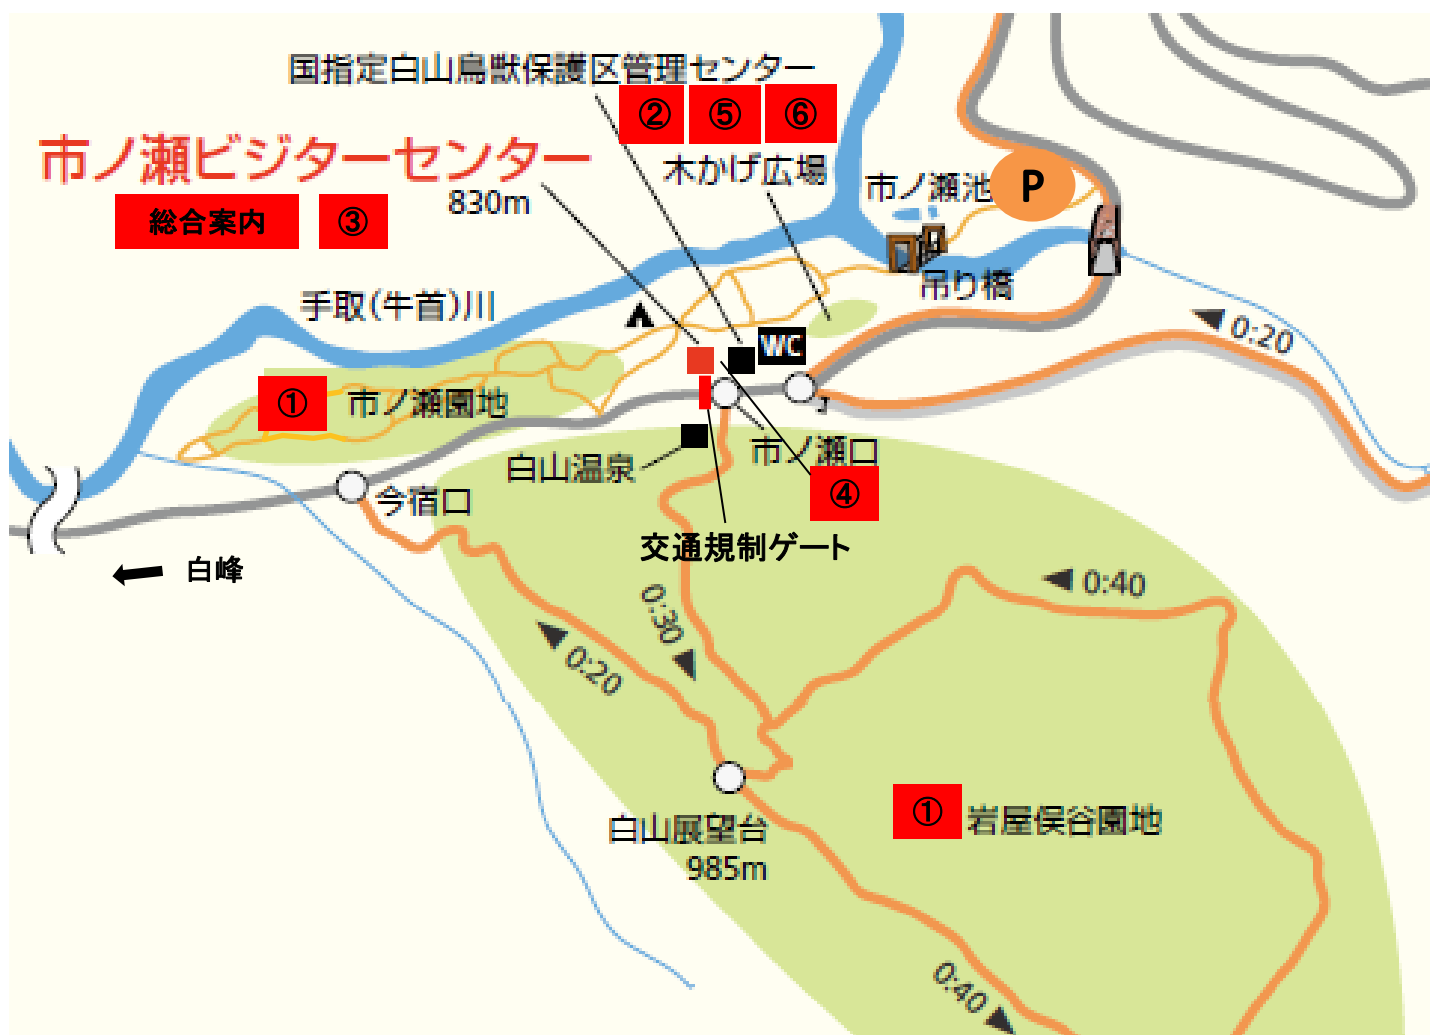 国指定白山鳥獣保護区管理センター
② ⑤ ⑥
市ノ瀬ビジターセンター
木かげ広場
市ノ瀬池
P
830m
総合案内 ③
吊り橋
手取(牛首)川
0:20
WC
① 市ノ瀬園地
市ノ瀬口
白山温泉
今宿口
④
交通規制ゲート
白峰
0:40
0:30
0:20
① 岩屋俣谷園地
白山展望台
985m
0:40